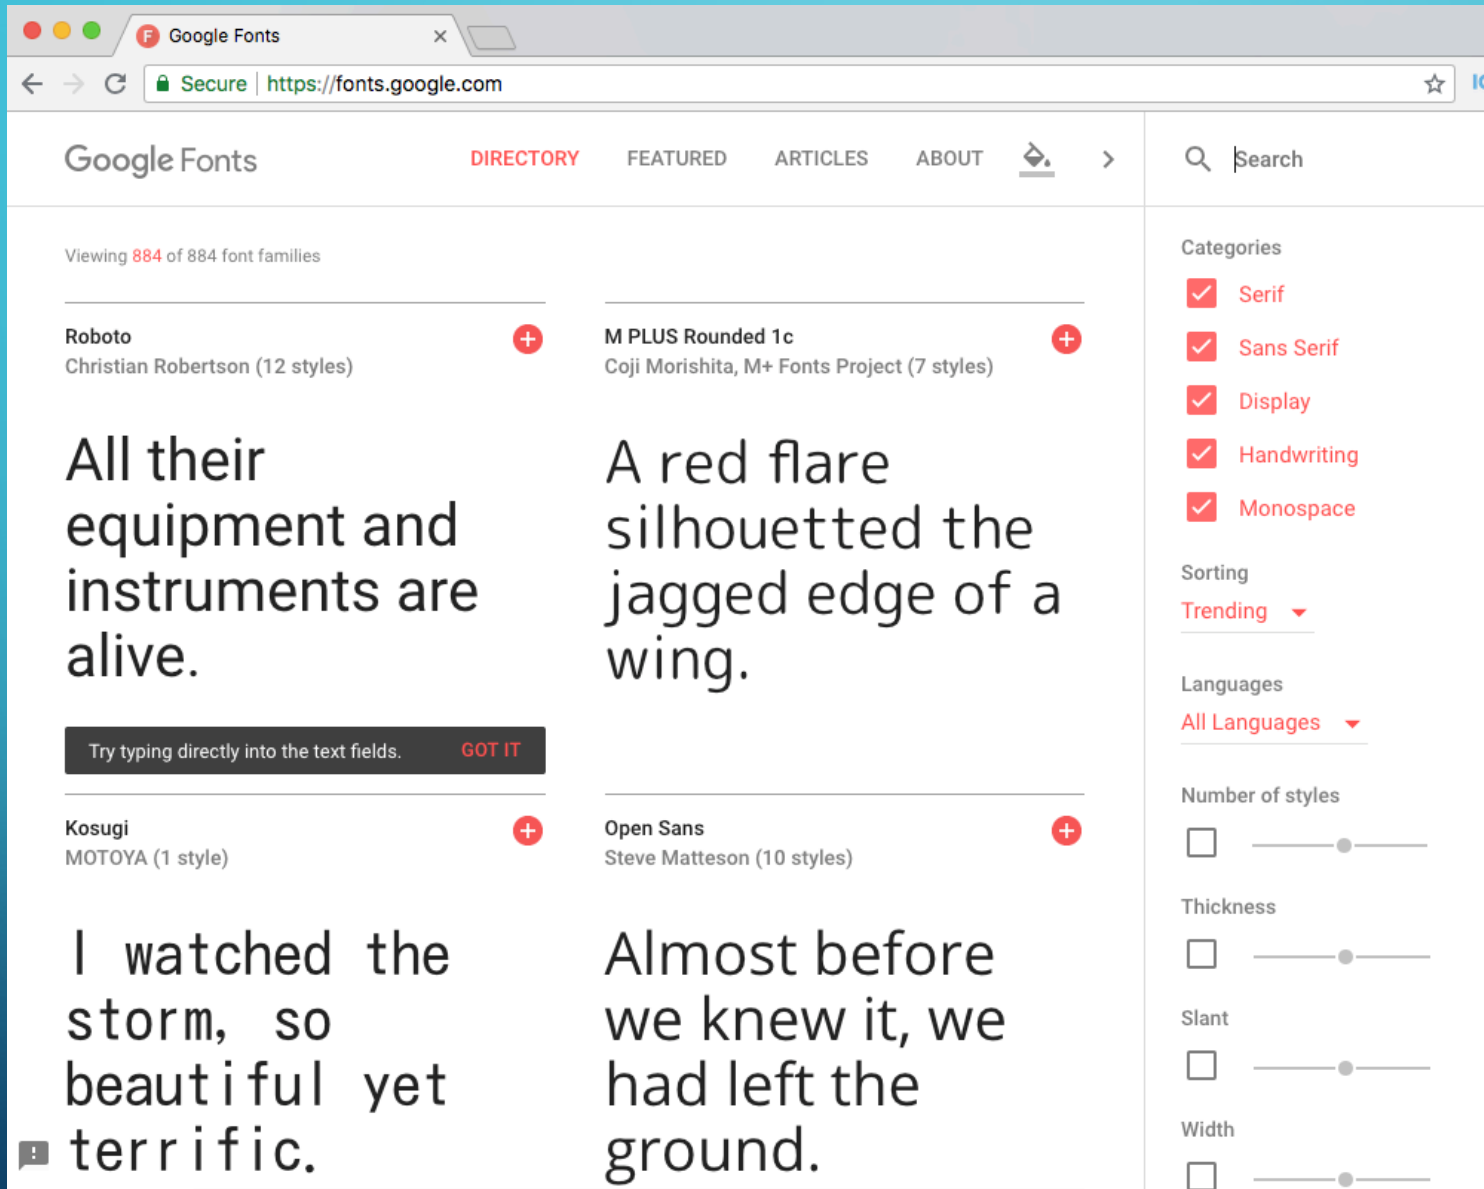 Google Fonts
Secure https://fonts.google.com
Google Fonts
DIRECTORY FEATURED ARTICLES ABOUT
Search
Viewing 884 of 884 font families
Roboto
Christian Robertson (12 styles)
All their
equipment and
instruments are
alive.
Try typing directly into the text fields. GOT IT
M PLUS Rounded 1c
Coji Morishita, M+ Fonts Project (7 styles)
A red flare
silhouetted the
jagged edge of a
wing.
Kosugi
MOTOYA (1 style)
I watched the
storm, so
beautiful yet
terrific.
Open Sans
Steve Matteson (10 styles)
Almost before
we knew it, we
had left the
ground.
Categories
Serif
Sans Serif
Display
Handwriting
Monospace
Sorting
Trending
Languages
All Languages
Number of styles
Thickness
Slant
Width